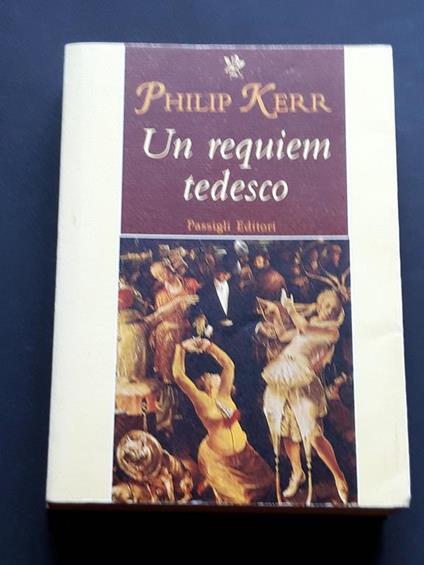 PHILIP KERR
Un requiem
tedesco
Passigli Editori